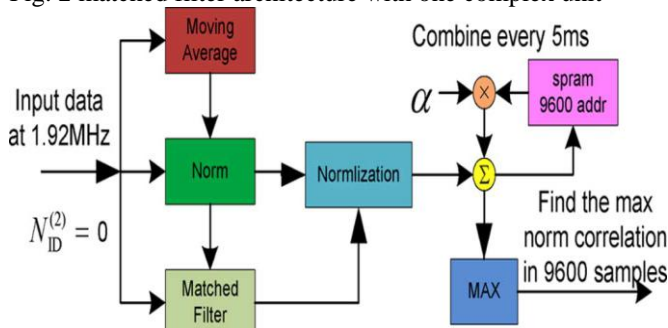 Fig. 2 matched filter architecture with one complex unit
Moving
Average
Combine every 5ms
spram
9600 addr
α
×
Input data
at 1.92MHz
Norm
Normlization
Σ
N_ID^(2) = 0
Find the max
norm correlation
in 9600 samples
Matched
Filter
MAX